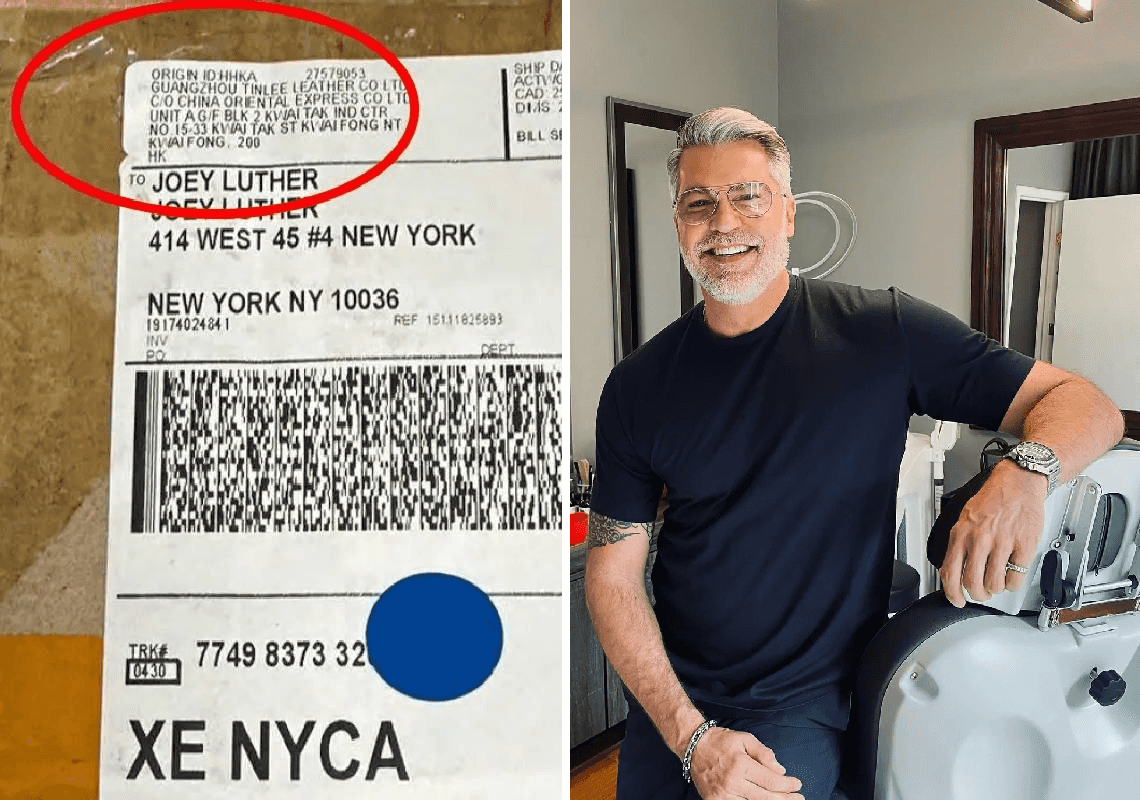 ORIGIN ID:HHKA 27579053
GUANGZHOU TINLEE LEATHER CO LTD
C/O CHINA ORIENTAL EXPRESS CO LTD
UNIT A G/F BLK 2 KWAI TAK IND CTR
NO.15-33 KWAI TAK ST KWAI FONG NT
KWAI FONG, 200
HK
SHIP DA
CAD: 2
BILL SE
TO JOEY LUTHER
JOEY LUTHER
414 WEST 45 #4 NEW YORK
NEW YORK NY 10036
19174024841
REF 15111825893
INV
PO:
DEPT:
TRK#
0430
7749 8373 32
XE NYCA